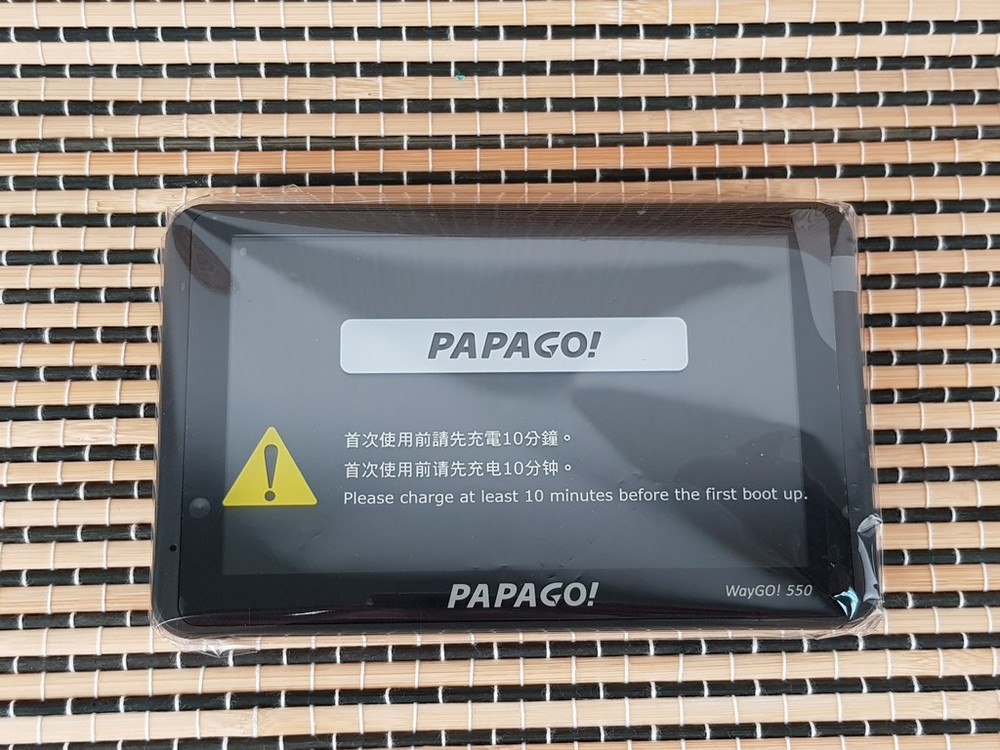 PAPAGO!
首次使用前請先充電10分鐘。
首次使用前请先充电10分钟。
Please charge at least 10 minutes before the first boot up.
PAPAGO!
WayGO! 550